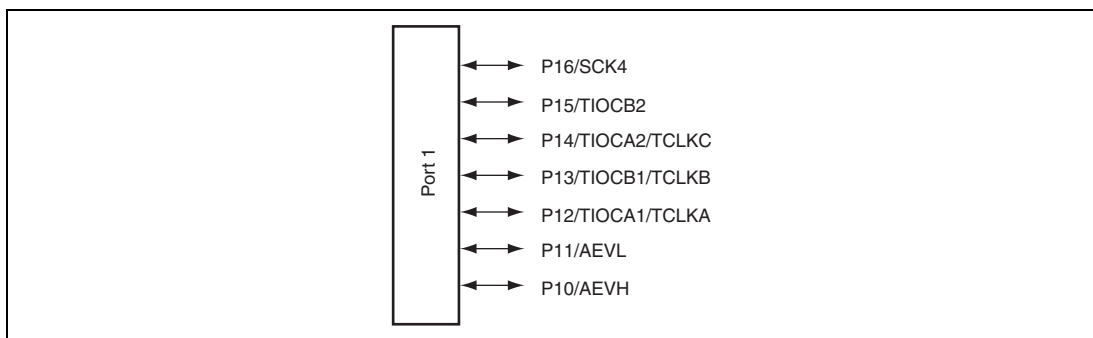 Port 1
P16/SCK4
P15/TIOCB2
P14/TIOCA2/TCLKC
P13/TIOCB1/TCLKB
P12/TIOCA1/TCLKA
P11/AEVL
P10/AEVH